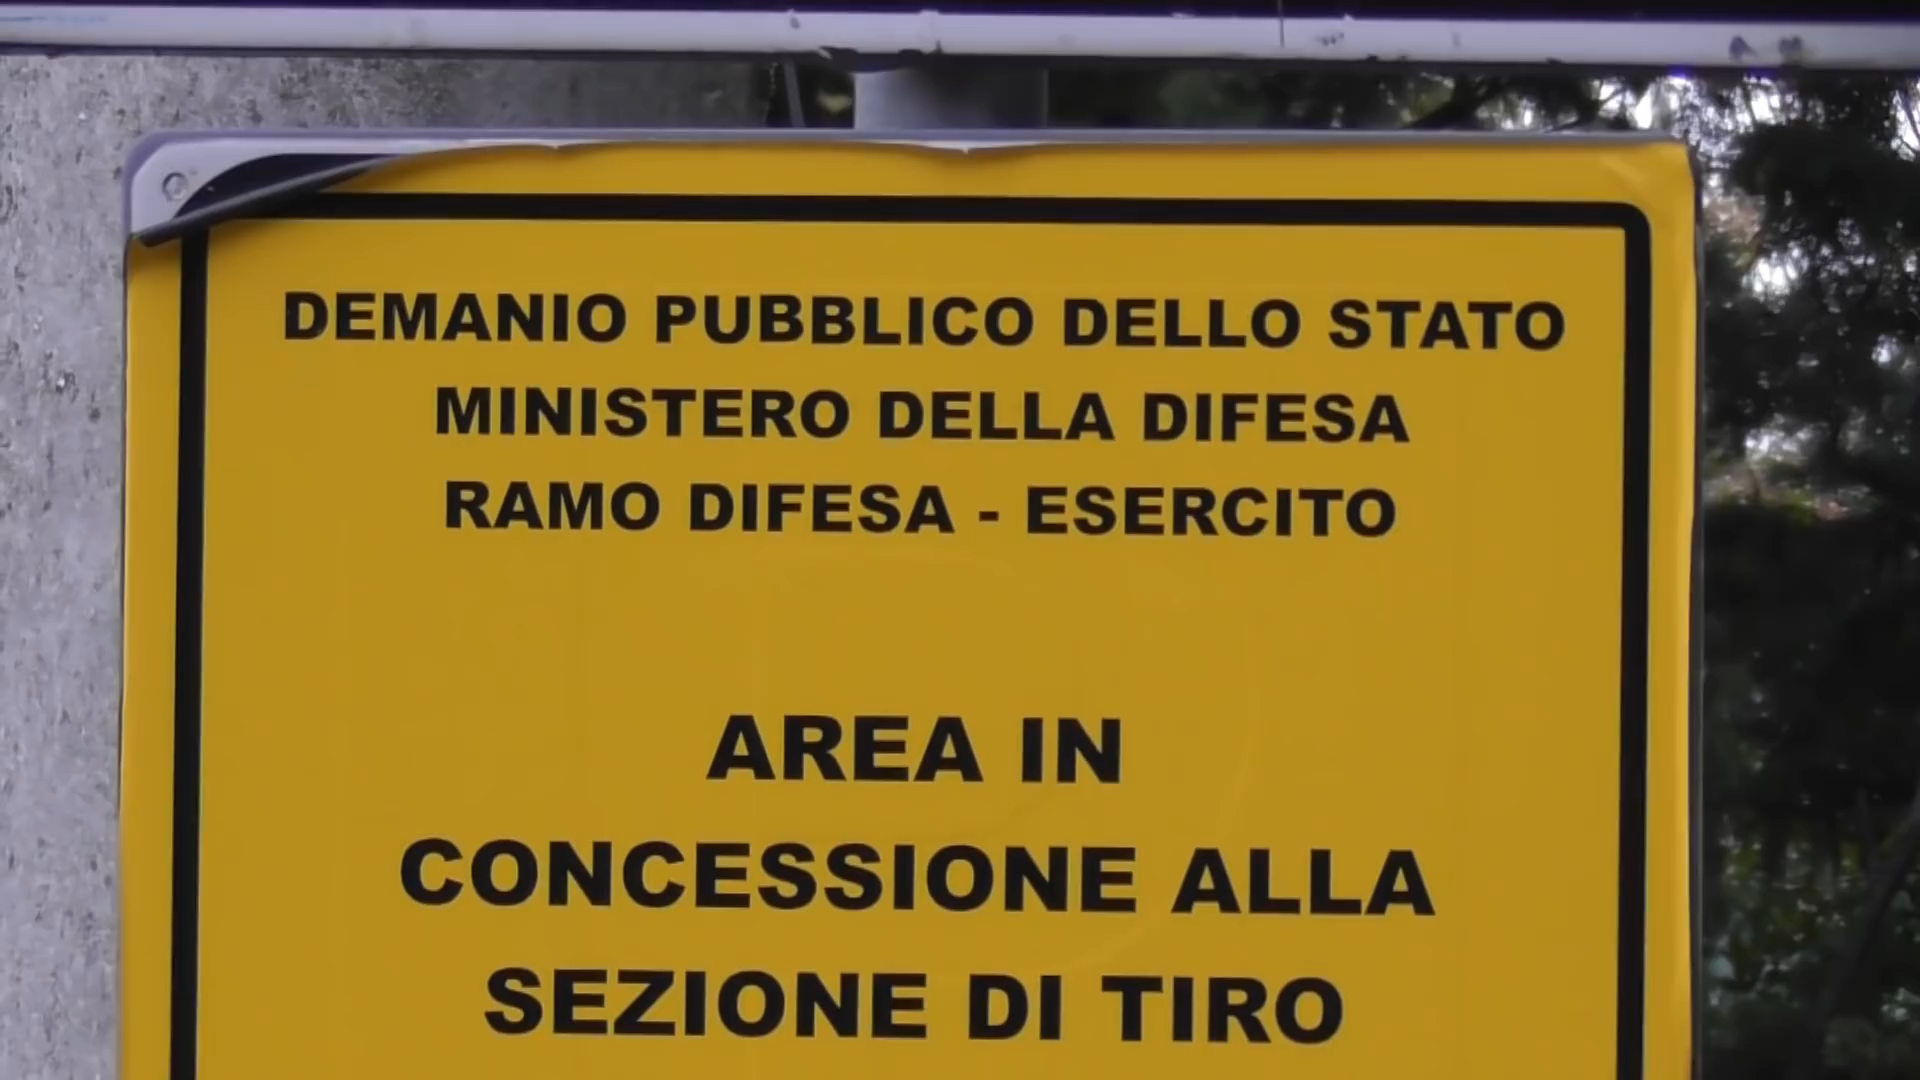 DEMANIO PUBBLICO DELLO STATO
MINISTERO DELLA DIFESA
RAMO DIFESA - ESERCITO
AREA IN
CONCESSIONE ALLA
SEZIONE DI TIRO